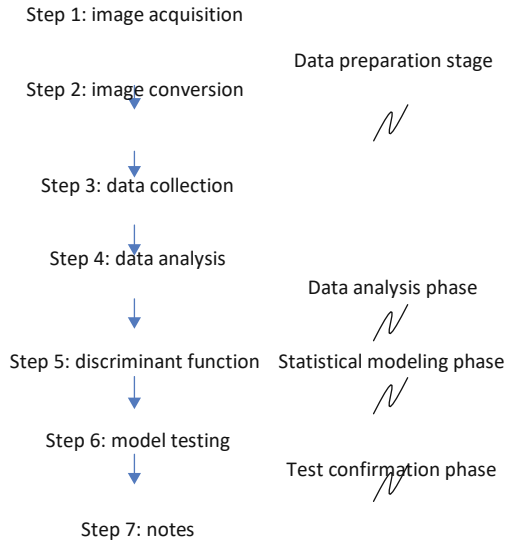 Step 1: image acquisition
Data preparation stage
Step 2: image conversion
Step 3: data collection
Step 4: data analysis
Data analysis phase
Step 5: discriminant function
Statistical modeling phase
Step 6: model testing
Test confirmation phase
Step 7: notes